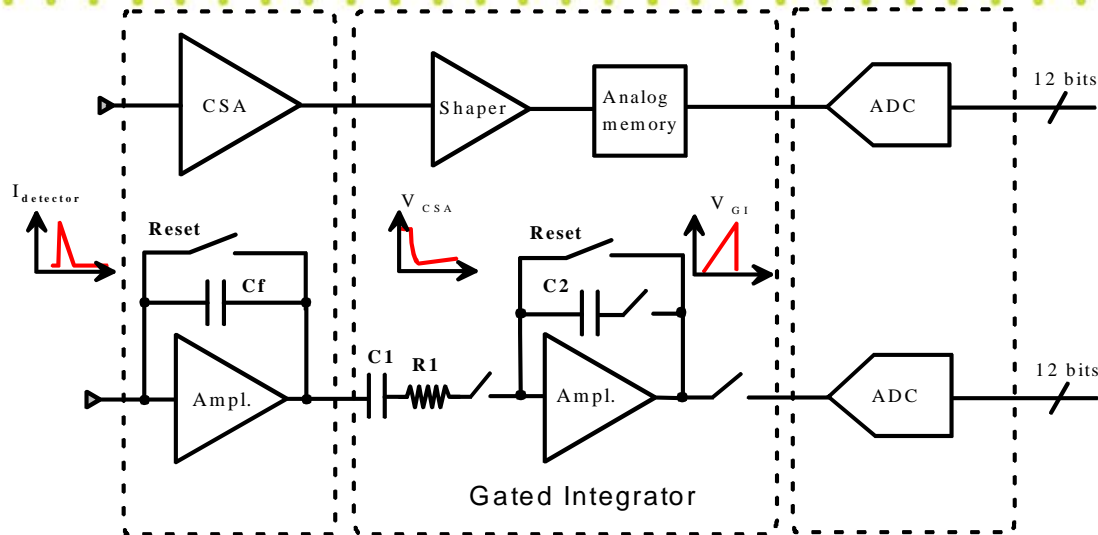 CSA
Shaper
Analog
memory
ADC
12 bits
I detector
Reset
Cf
Ampl.
V CSA
C1
R1
Reset
C2
Ampl.
V GI
ADC
12 bits
Gated Integrator